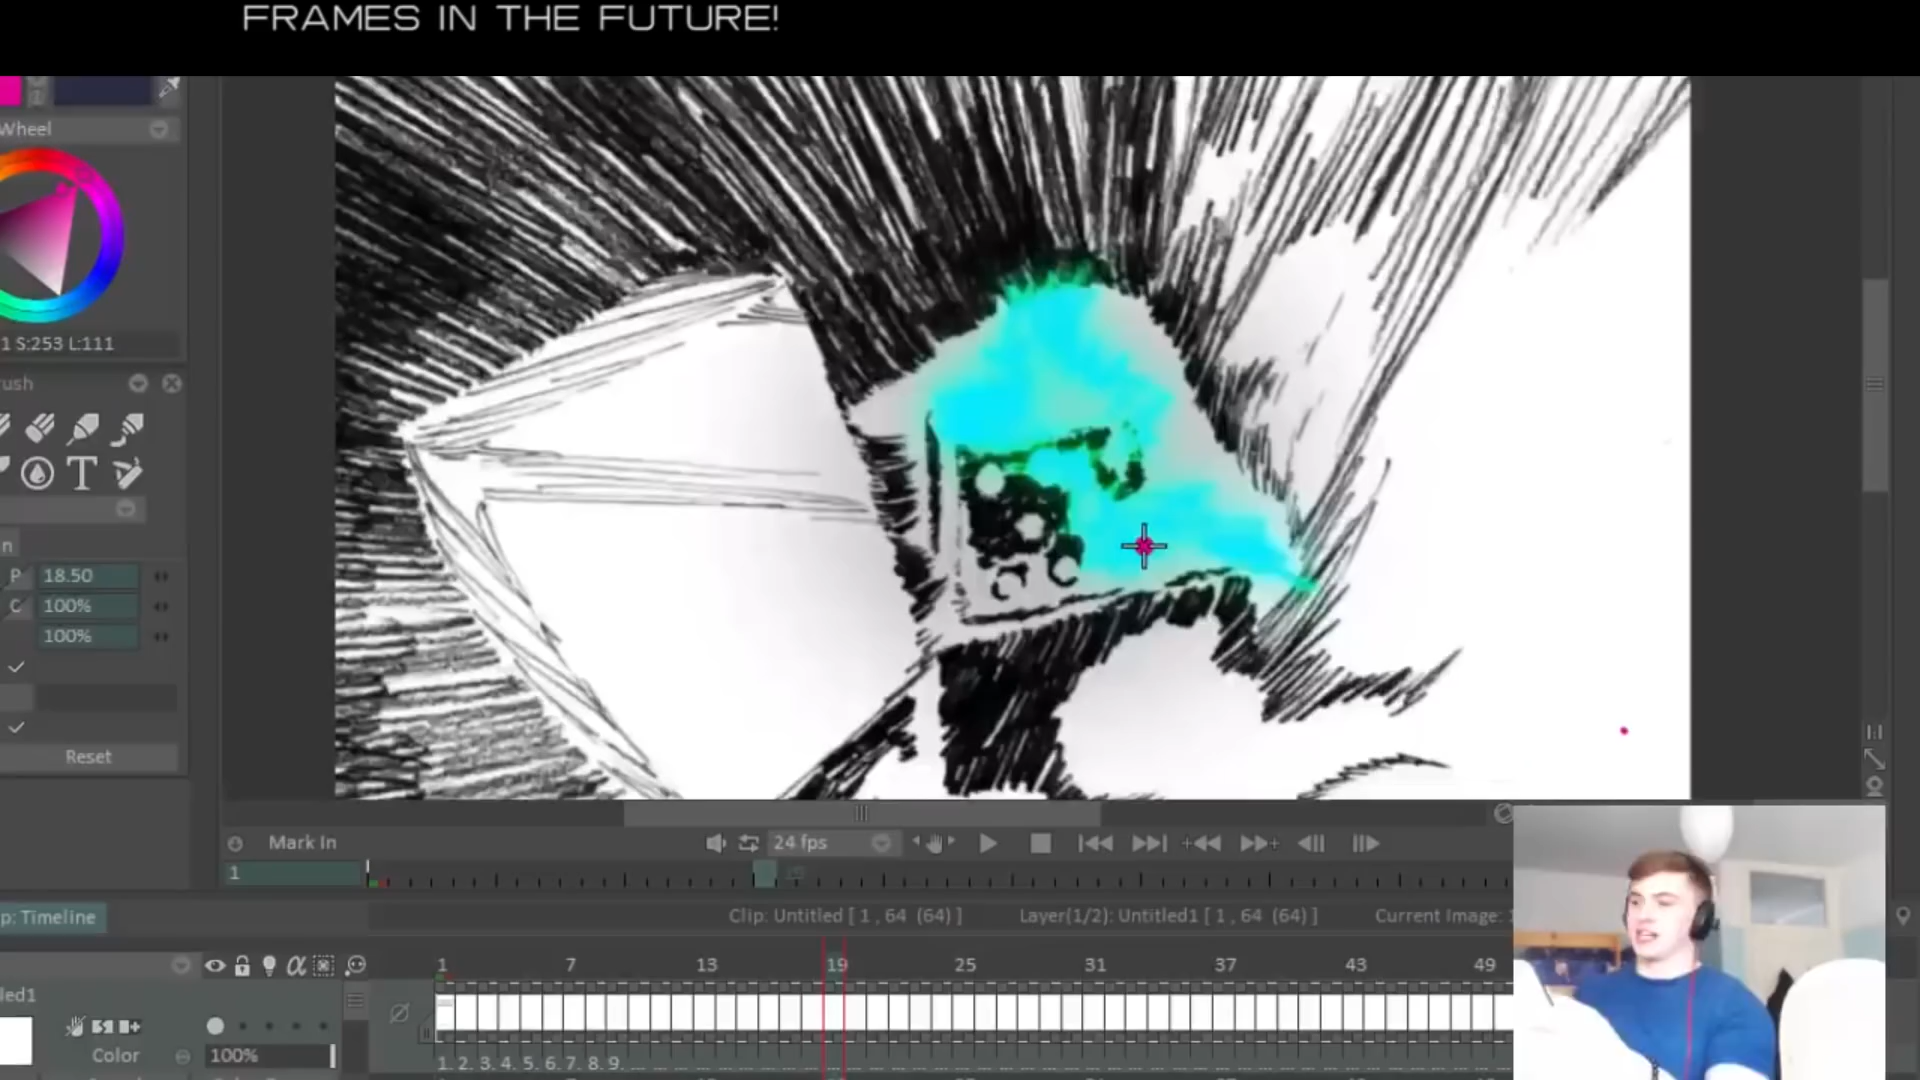 FRAMES IN THE FUTURE!
Wheel
1 S:253 L:111
rush
T
n
P 18.50
C 100%
100%
Reset
Mark In
24 fps
1
p: Timeline
Clip: Untitled [ 1 , 64 (64) ]
Layer(1/2): Untitled1 [ 1 , 64 (64) ]
Current Image:
1 7 13 19 25 31 37 43 49
led1
Color 100%
1. 2. 3. 4. 5. 6. 7. 8. 9.